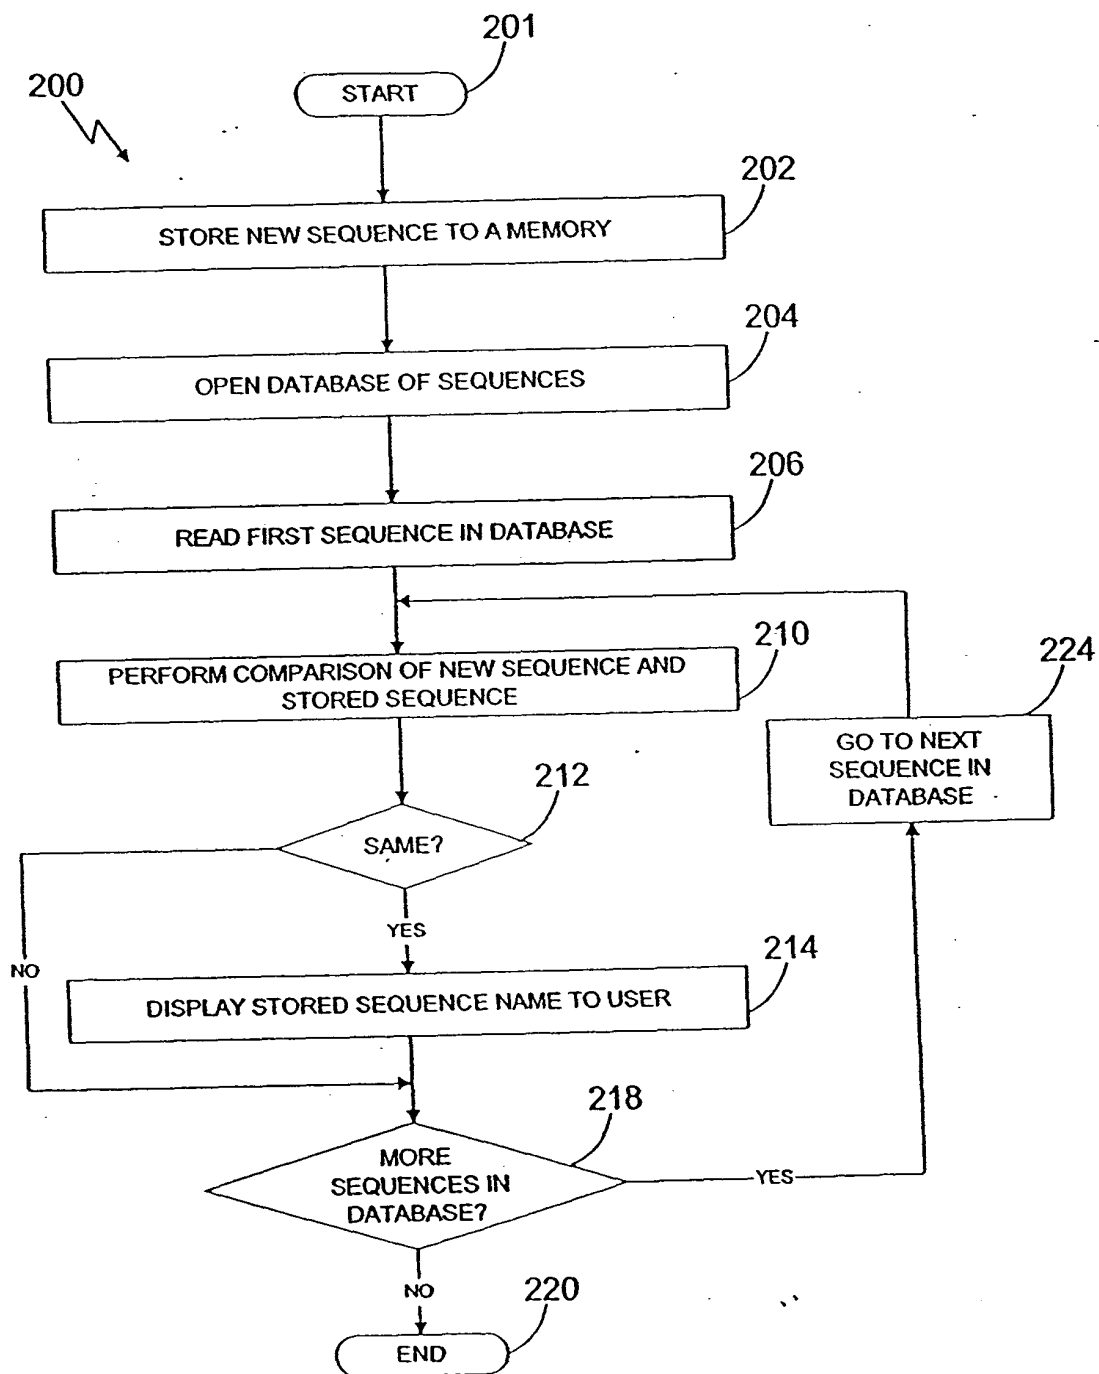 201
START
200
202
STORE NEW SEQUENCE TO A MEMORY
204
OPEN DATABASE OF SEQUENCES
206
READ FIRST SEQUENCE IN DATABASE
210
PERFORM COMPARISON OF NEW SEQUENCE AND
STORED SEQUENCE
224
GO TO NEXT
SEQUENCE IN
DATABASE
212
SAME?
YES
NO
214
DISPLAY STORED SEQUENCE NAME TO USER
218
MORE
SEQUENCES IN
DATABASE?
YES
NO
220
END